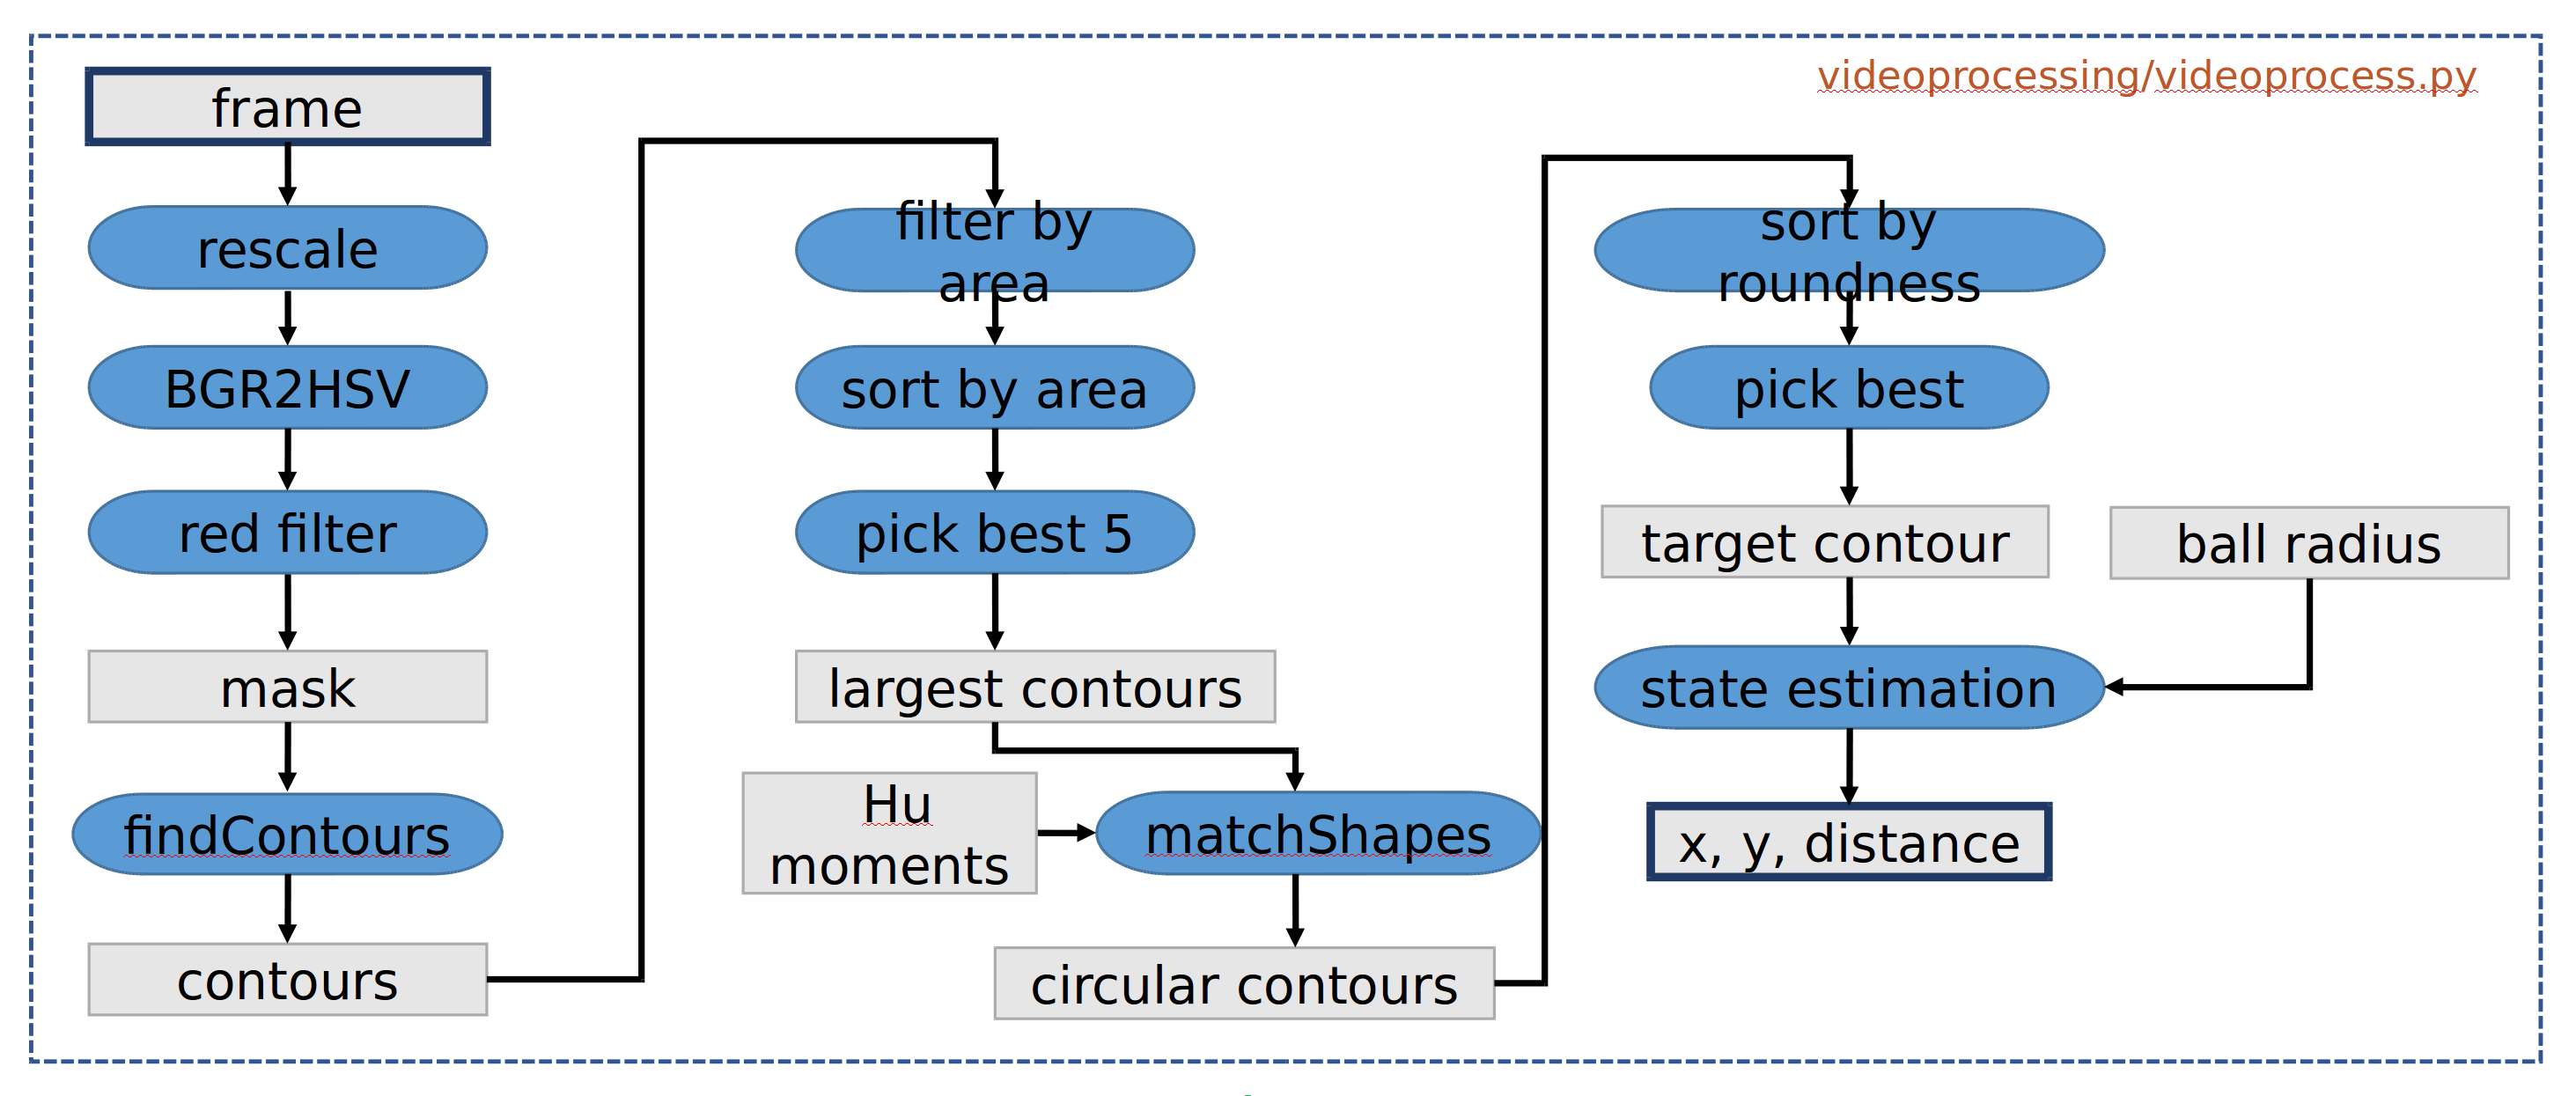 videoprocessing/videoprocess.py
frame
rescale
BGR2HSV
red filter
mask
findContours
contours
filter by
area
sort by area
pick best 5
largest contours
Hu
moments
matchShapes
circular contours
sort by
roundness
pick best
target contour
ball radius
state estimation
x, y, distance